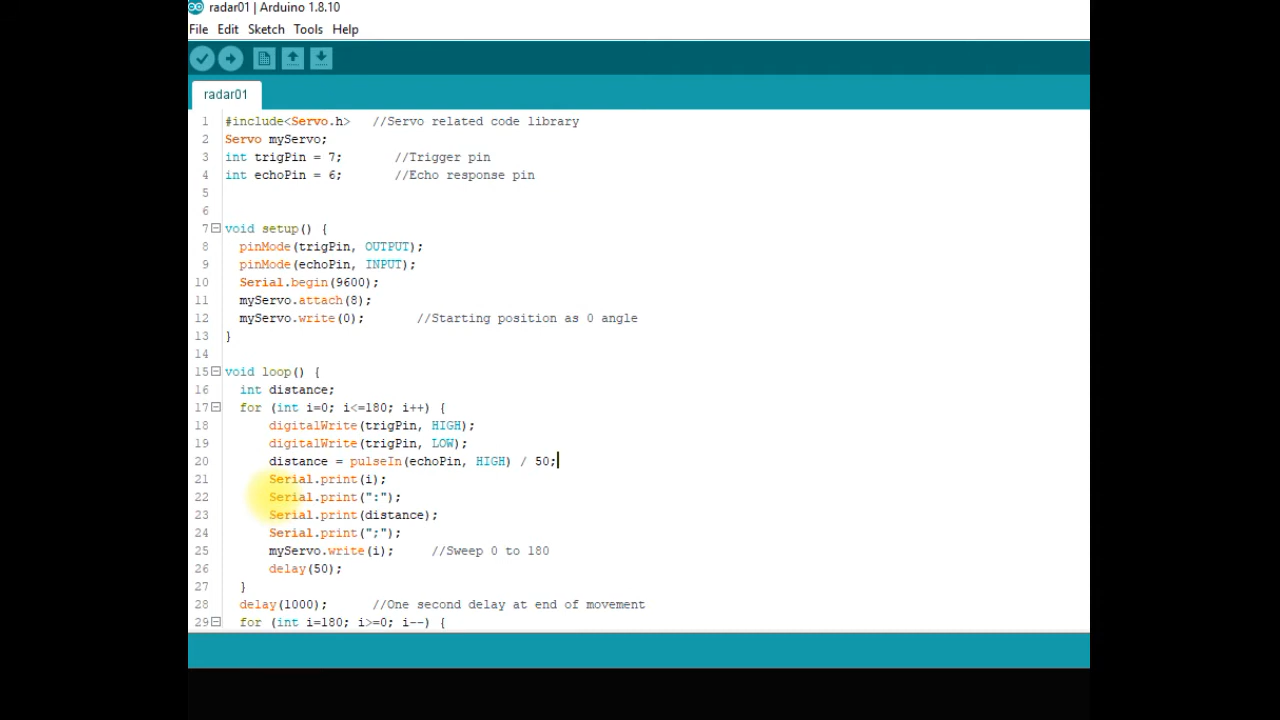 radar01 | Arduino 1.8.10
File Edit Sketch Tools Help
radar01
1 #include<Servo.h> //Servo related code library
2 Servo myServo;
3 int trigPin = 7; //Trigger pin
4 int echoPin = 6; //Echo response pin
5
6
7 void setup() {
8 pinMode(trigPin, OUTPUT);
9 pinMode(echoPin, INPUT);
10 Serial.begin(9600);
11 myServo.attach(8);
12 myServo.write(0); //Starting position as 0 angle
13 }
14
15 void loop() {
16 int distance;
17 for (int i=0; i<=180; i++) {
18 digitalWrite(trigPin, HIGH);
19 digitalWrite(trigPin, LOW);
20 distance = pulseIn(echoPin, HIGH) / 50;
21 Serial.print(i);
22 Serial.print(":");
23 Serial.print(distance);
24 Serial.print(";");
25 myServo.write(i); //Sweep 0 to 180
26 delay(50);
27 }
28 delay(1000); //One second delay at end of movement
29 for (int i=180; i>=0; i--) {